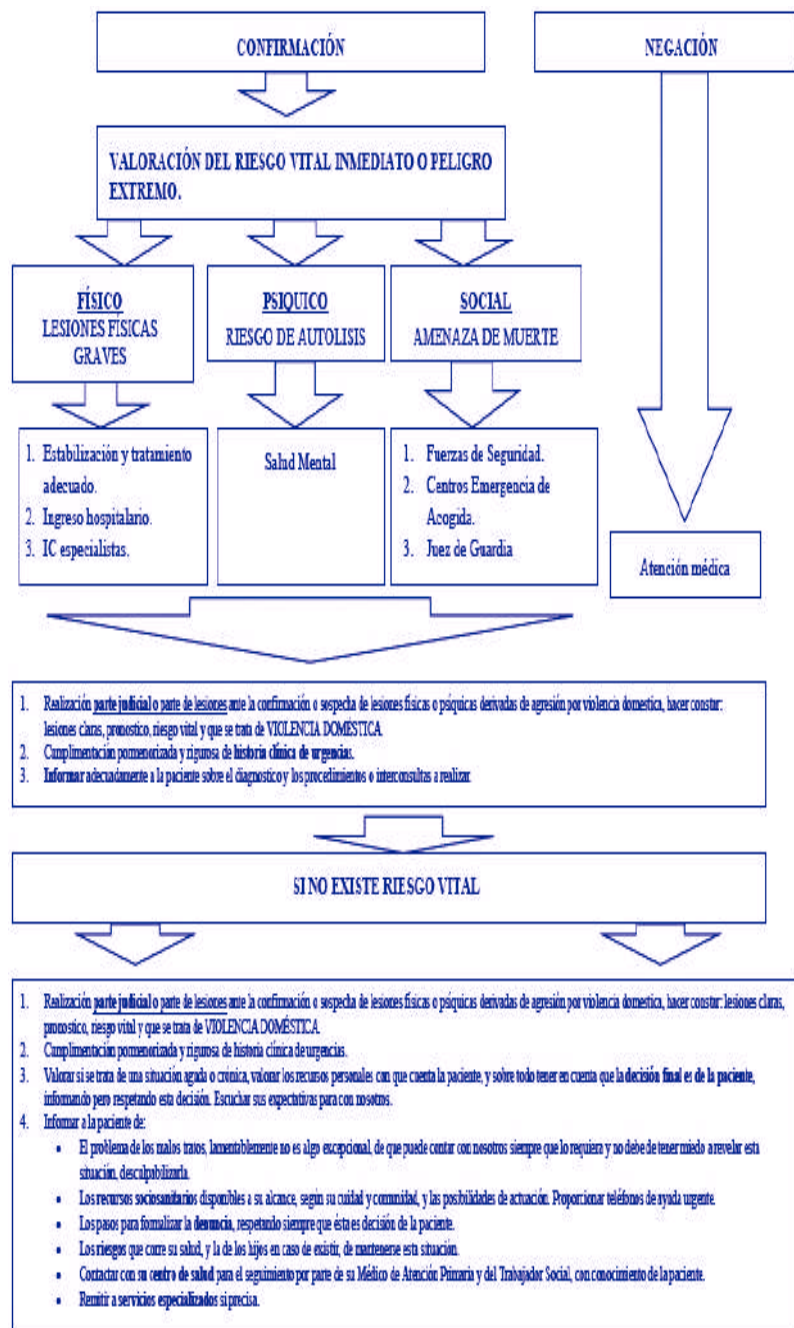 CONFIRMACIÓN
NEGACIÓN
VALORACIÓN DEL RIESGO VITAL INMEDIATO O PELIGRO
EXTREMO.
FÍSICO
LESIONES FÍSICAS
GRAVES
PSIQUICO
RIESGO DE AUTOLISIS
SOCIAL
AMENAZA DE MUERTE
1. Estabilización y tratamiento
adecuado.
2. Ingreso hospitalario.
3. IC especialistas.
Salud Mental
1. Fuerzas de Seguridad.
2. Centros Emergencia de
Acogida.
3. Juez de Guardia
Atención médica
1. Realización parte judicial o parte de lesiones ante la confirmación o sospecha de lesiones físicas o psíquicas derivadas de agresión por violencia domestica, hacer constar:
lesiones claras, pronostico, riesgo vital y que se trata de VIOLENCIA DOMÉSTICA.
2. Cumplimentación pormenorizada y rigurosa de historia clínica de urgencias.
3. Informar adecuadamente a la paciente sobre el diagnostico y los procedimientos o interconsultas a realizar
SI NO EXISTE RIESGO VITAL
1. Realización parte judicial o parte de lesiones ante la confirmación o sospecha de lesiones físicas o psíquicas derivadas de agresión por violencia domestica, hacer constar: lesiones claras,
pronostico, riesgo vital y que se trata de VIOLENCIA DOMÉSTICA.
2. Cumplimentación pormenorizada y rigurosa de historia clínica de urgencias.
3. Valorar si se trata de una situación aguda o crónica, valorar los recursos personales con que cuenta la paciente, y sobre todo tener en cuenta que la decisión final es de la paciente,
informando pero respetando esta decisión. Escuchar sus expectativas para con nosotros.
4. Informar a la paciente de:
• El problema de los malos tratos, lamentablemente no es algo excepcional, de que puede contar con nosotros siempre que lo requiera y no debe de tener miedo a revelar esta
situación, desculpabilizarla.
• Los recursos sociosanitarios disponibles a su alcance, según su cuidad y comunidad, y las posibilidades de actuación. Proporcionar teléfonos de ayuda urgente.
• Los pasos para formalizar la denuncia, respetando siempre que ésta es decisión de la paciente.
• Los riesgos que corre su salud, y la de los hijos en caso de existir, de mantenerse esta situación.
• Contactar con su centro de salud para el seguimiento por parte de su Médico de Atención Primaria y del Trabajador Social, con conocimiento de la paciente.
• Remitir a servicios especializados si precisa.